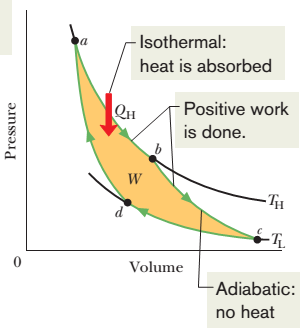 a
Isothermal:
heat is absorbed
Q_H
Positive work
is done.
Pressure
b
W
d
T_H
c
T_L
0
Volume
Adiabatic:
no heat